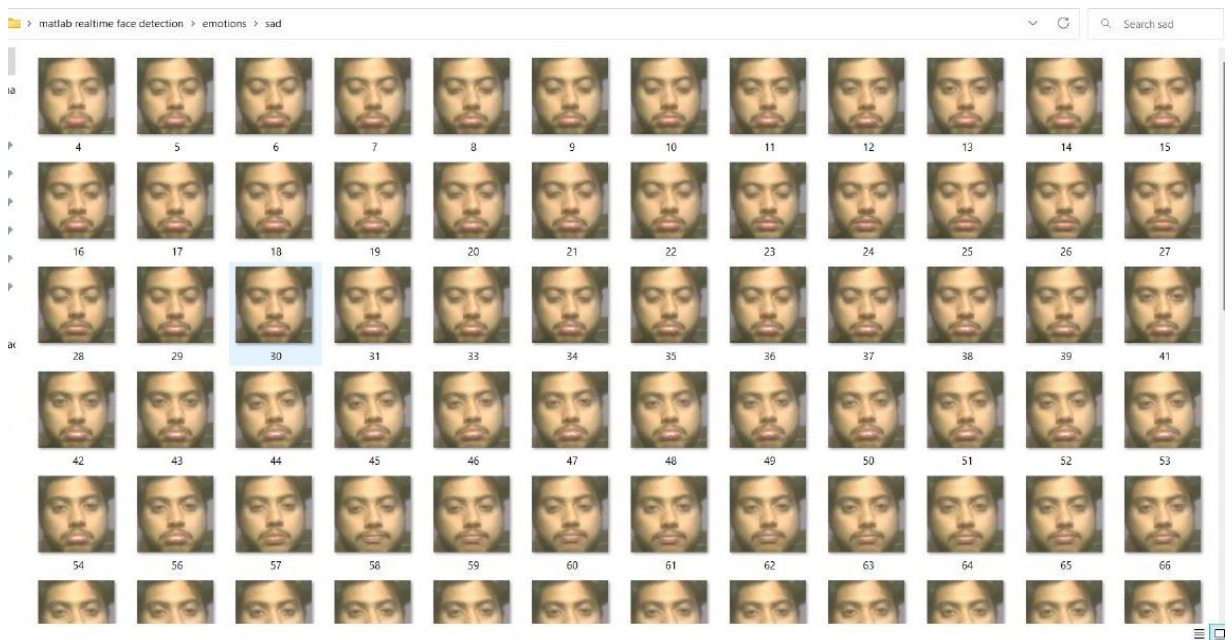 matlab realtime face detection > emotions > sad
Search sad
4 5 6 7 8 9 10 11 12 13 14 15
16 17 18 19 20 21 22 23 24 25 26 27
28 29 30 31 33 34 35 36 37 38 39 41
42 43 44 45 46 47 48 49 50 51 52 53
54 56 57 58 59 60 61 62 63 64 65 66